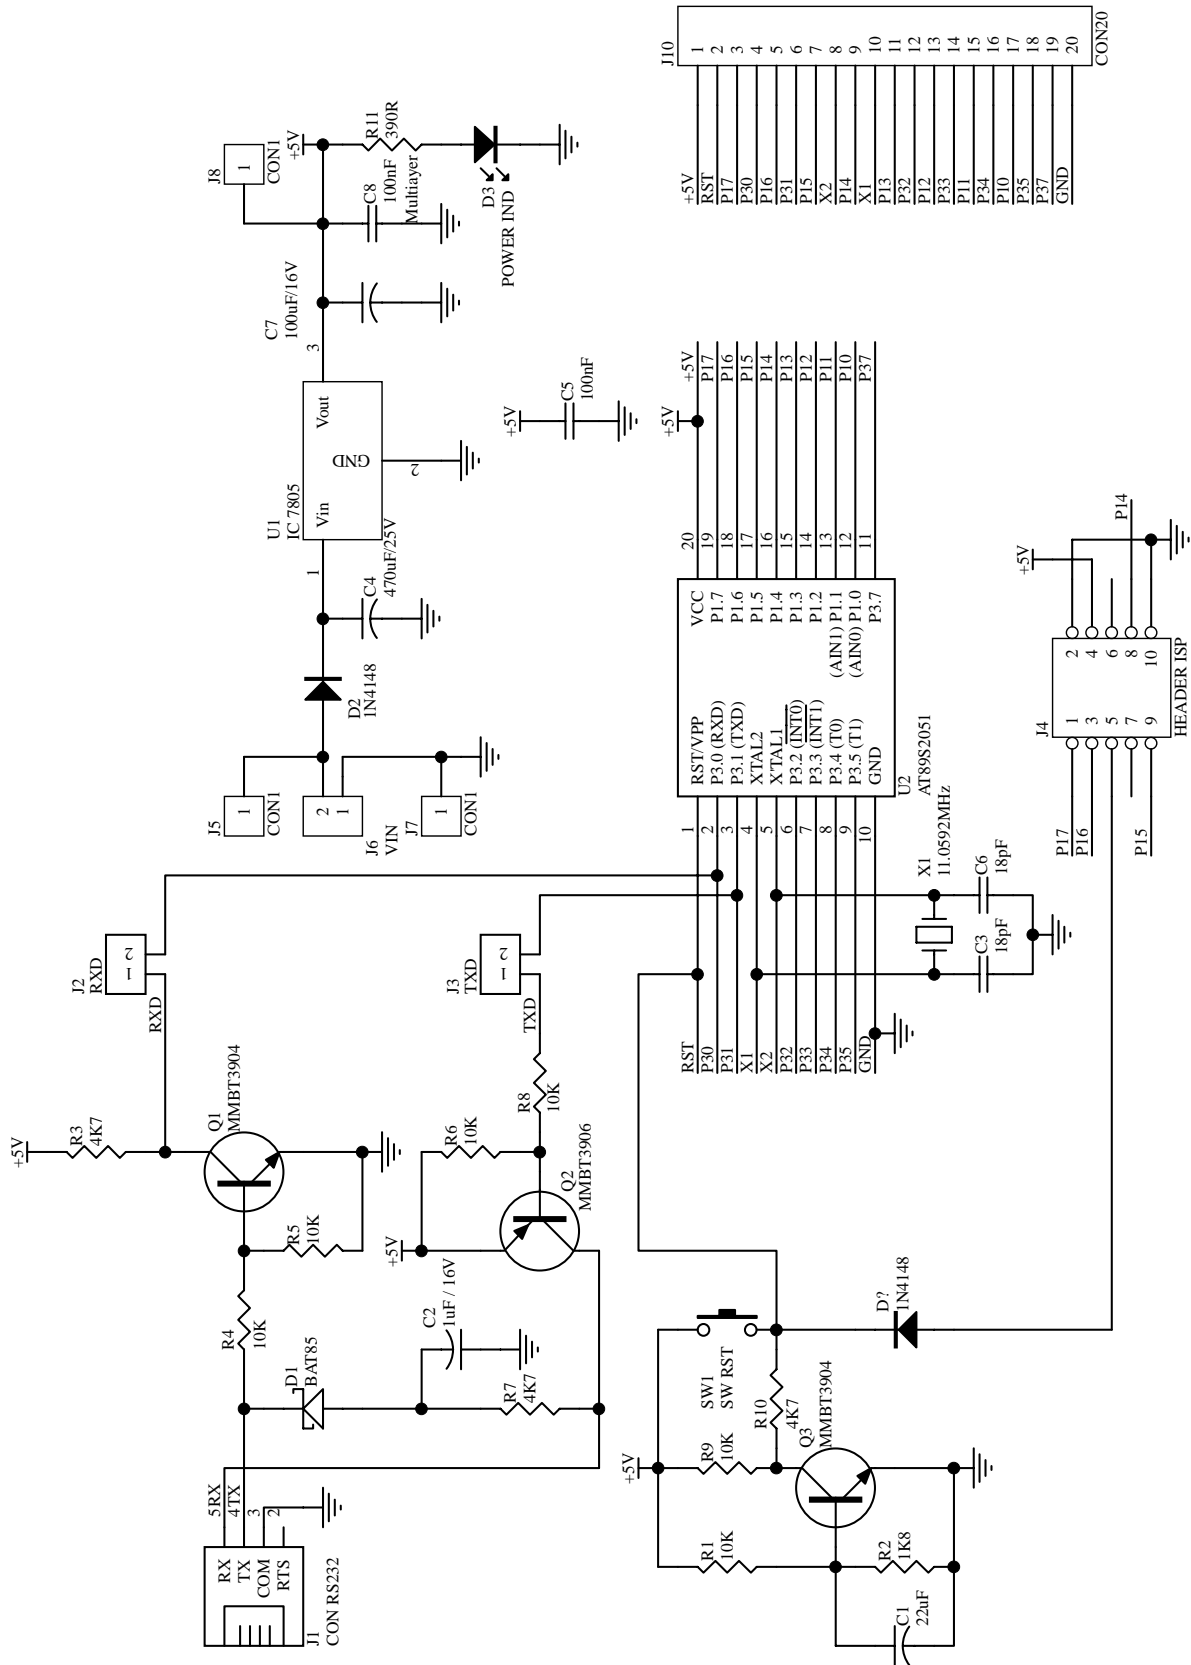 J10
1
2
3
4
5
6
7
8
9
10
11
12
13
14
15
16
17
18
19
20
CON20
+5V
RST
P17
P30
P16
P31
P15
X2
P14
X1
P13
P32
P12
P33
P11
P34
P10
P35
P37
GND
J8
1
CON1
+5V
R11
390R
C8
100nF
Multiayer
D3
POWER IND
C7
100uF/16V
3
U1
IC 7805
Vin
Vout
GND
2
1
C4
470uF/25V
D2
1N4148
J5
1
CON1
2
1
J6
VIN
J7
1
CON1
+5V
C5
100nF
+5V
+5V
P17
P16
P15
P14
P13
P12
P11
P10
P37
20
19
18
17
16
15
14
13
12
11
VCC
P1.7
P1.6
P1.5
P1.4
P1.3
P1.2
(AIN1) P1.1
(AIN0) P1.0
P3.7
RST/VPP
P3.0 (RXD)
P3.1 (TXD)
XTAL2
XTAL1
P3.2 (INT0)
P3.3 (INT1)
P3.4 (T0)
P3.5 (T1)
GND
U2
AT89S2051
1
2
3
4
5
6
7
8
9
10
RST
P30
P31
X1
X2
P32
P33
P34
P35
GND
X1
11.0592MHz
C3
18pF
C6
18pF
+5V
P14
2
4
6
8
10
1
3
5
7
9
J4
HEADER ISP
P17
P16
P15
J2
RXD
1
2
RXD
J3
TXD
1
2
TXD
+5V
R3
4K7
Q1
MMBT3904
R5
10K
R4
10K
D1
BAT85
C2
1uF / 16V
R7
4K7
+5V
R6
10K
R8
10K
Q2
MMBT3906
5RX
4TX
3
2
RX
TX
COM
RTS
J1
CON RS232
+5V
SW1
SW RST
R10
4K7
D?
1N4148
R9
10K
Q3
MMBT3904
R1
10K
R2
1K8
C1
22uF